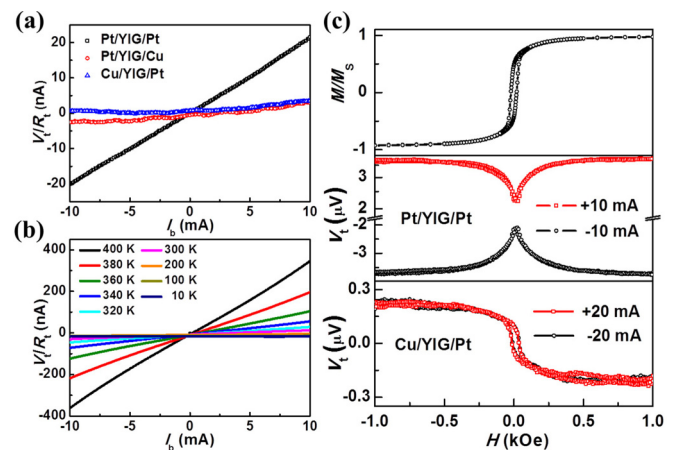 (a)
20
10
0
-10
-20
V_t/R_t (nA)
Pt/YIG/Pt
Pt/YIG/Cu
Cu/YIG/Pt
-10 -5 0 5 10
I_b (mA)
(b)
400
200
0
-200
-400
V_t/R_t (nA)
400 K 300 K
380 K 200 K
360 K 100 K
340 K 10 K
320 K
-10 -5 0 5 10
I_b (mA)
(c)
1
0
-1
M/M_S
3
2
-2
-3
V_t (μV)
Pt/YIG/Pt
+10 mA
-10 mA
0.3
0.0
-0.3
V_t (μV)
Cu/YIG/Pt
+20 mA
-20 mA
-1.0 -0.5 0.0 0.5 1.0
H (kOe)